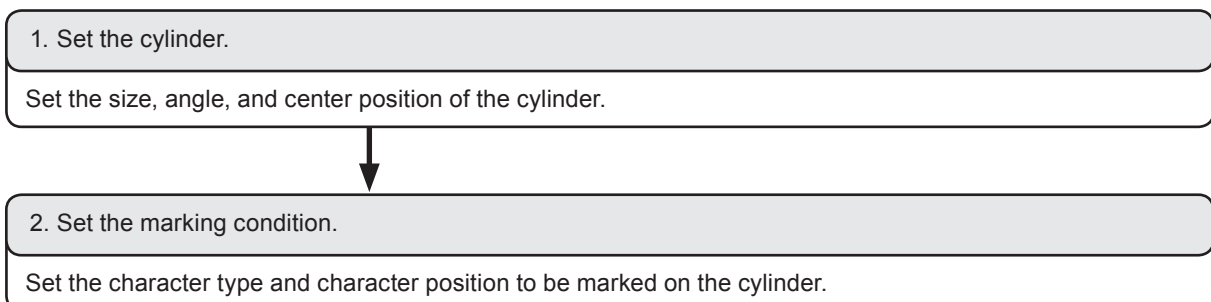 1. Set the cylinder.
Set the size, angle, and center position of the cylinder.
2. Set the marking condition.
Set the character type and character position to be marked on the cylinder.